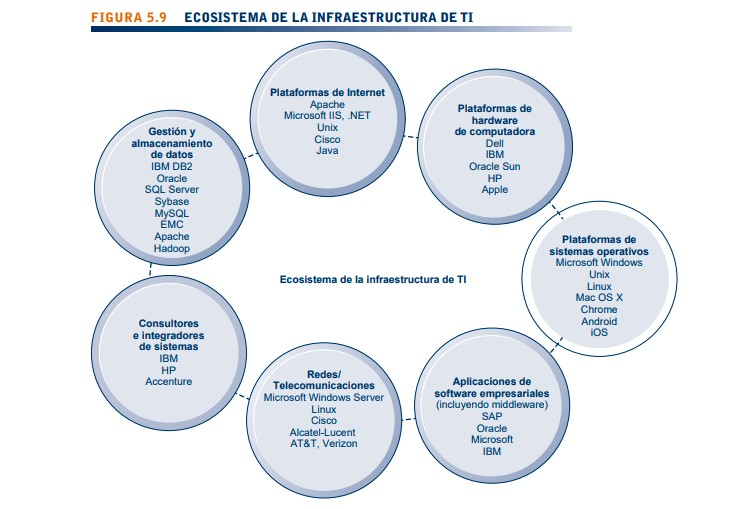 FIGURA 5.9 ECOSISTEMA DE LA INFRAESTRUCTURA DE TI
Plataformas de Internet
Apache
Microsoft IIS, .NET
Unix
Cisco
Java
Plataformas de
hardware
de computadora
Dell
IBM
Oracle Sun
HP
Apple
Gestión y
almacenamiento
de datos
IBM DB2
Oracle
SQL Server
Sybase
MySQL
EMC
Apache
Hadoop
Plataformas de
sistemas operativos
Microsoft Windows
Unix
Linux
Mac OS X
Chrome
Android
iOS
Ecosistema de la infraestructura de TI
Consultores
e integradores
de sistemas
IBM
HP
Accenture
Redes/
Telecomunicaciones
Microsoft Windows Server
Linux
Cisco
Alcatel-Lucent
AT&T, Verizon
Aplicaciones de
software empresariales
(incluyendo middleware)
SAP
Oracle
Microsoft
IBM